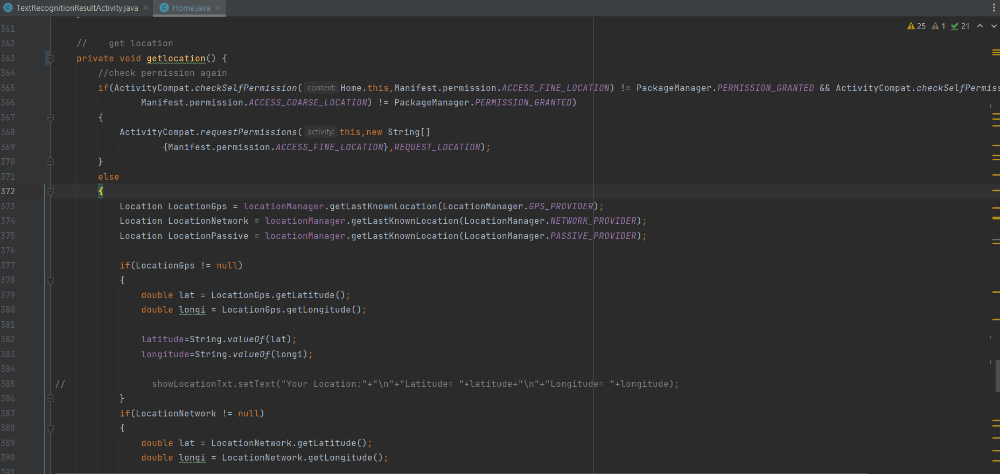 TextRecognitionResultActivity.java Home.java
25 1 21
361
362 // get location
363 private void getlocation() {
364 //check permission again
365 if(ActivityCompat.checkSelfPermission( context: Home.this,Manifest.permission.ACCESS_FINE_LOCATION) != PackageManager.PERMISSION_GRANTED && ActivityCompat.checkSelfPermiss
366 Manifest.permission.ACCESS_COARSE_LOCATION) != PackageManager.PERMISSION_GRANTED)
367 {
368 ActivityCompat.requestPermissions( activity: this,new String[]
369 {Manifest.permission.ACCESS_FINE_LOCATION},REQUEST_LOCATION);
370 }
371 else
372 {
373 Location LocationGps = locationManager.getLastKnownLocation(LocationManager.GPS_PROVIDER);
374 Location LocationNetwork = locationManager.getLastKnownLocation(LocationManager.NETWORK_PROVIDER);
375 Location LocationPassive = locationManager.getLastKnownLocation(LocationManager.PASSIVE_PROVIDER);
376
377 if(LocationGps != null)
378 {
379 double lat = LocationGps.getLatitude();
380 double longi = LocationGps.getLongitude();
381
382 latitude=String.valueOf(lat);
383 longitude=String.valueOf(longi);
384
385 // showLocationTxt.setText("Your Location:"+"\n"+"Latitude= "+latitude+"\n"+"Longitude= "+longitude);
386 }
387 if(LocationNetwork != null)
388 {
389 double lat = LocationNetwork.getLatitude();
390 double longi = LocationNetwork.getLongitude();
391